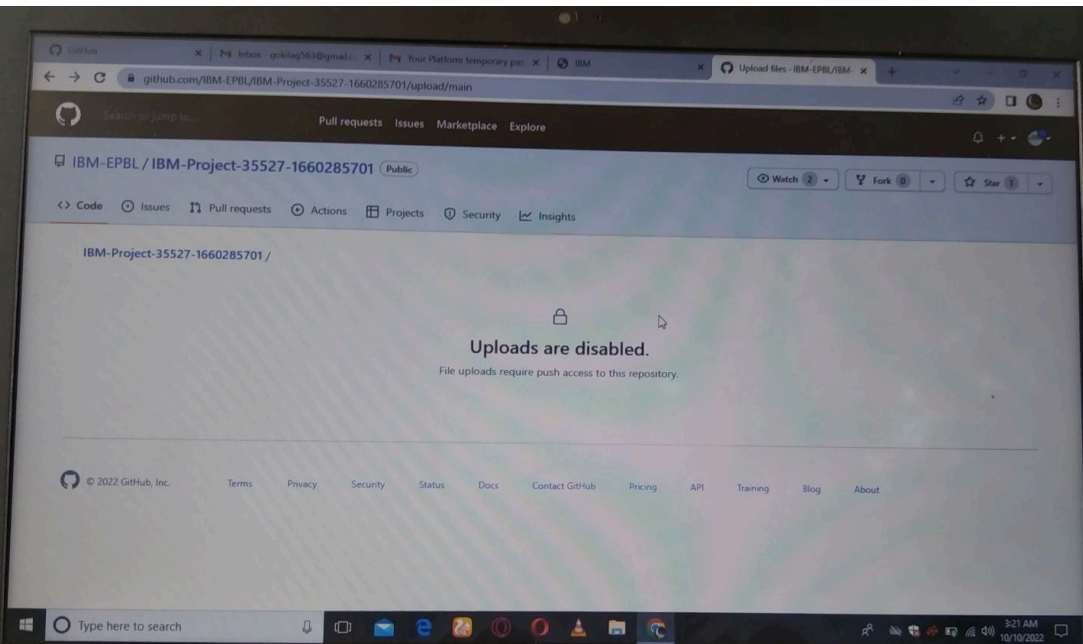 GitHub
Your Platform temporary pas
IBM
Upload files · IBM-EPBL/IBM-
github.com/IBM-EPBL/IBM-Project-35527-1660285701/upload/main
Search or jump to...
Pull requests Issues Marketplace Explore
IBM-EPBL / IBM-Project-35527-1660285701 Public
Watch 2 Fork 0 Star 1
<> Code Issues Pull requests Actions Projects Security Insights
IBM-Project-35527-1660285701 /
Uploads are disabled.
File uploads require push access to this repository.
© 2022 GitHub, Inc. Terms Privacy Security Status Docs Contact GitHub Pricing API Training Blog About
Type here to search
3:21 AM
10/10/2022